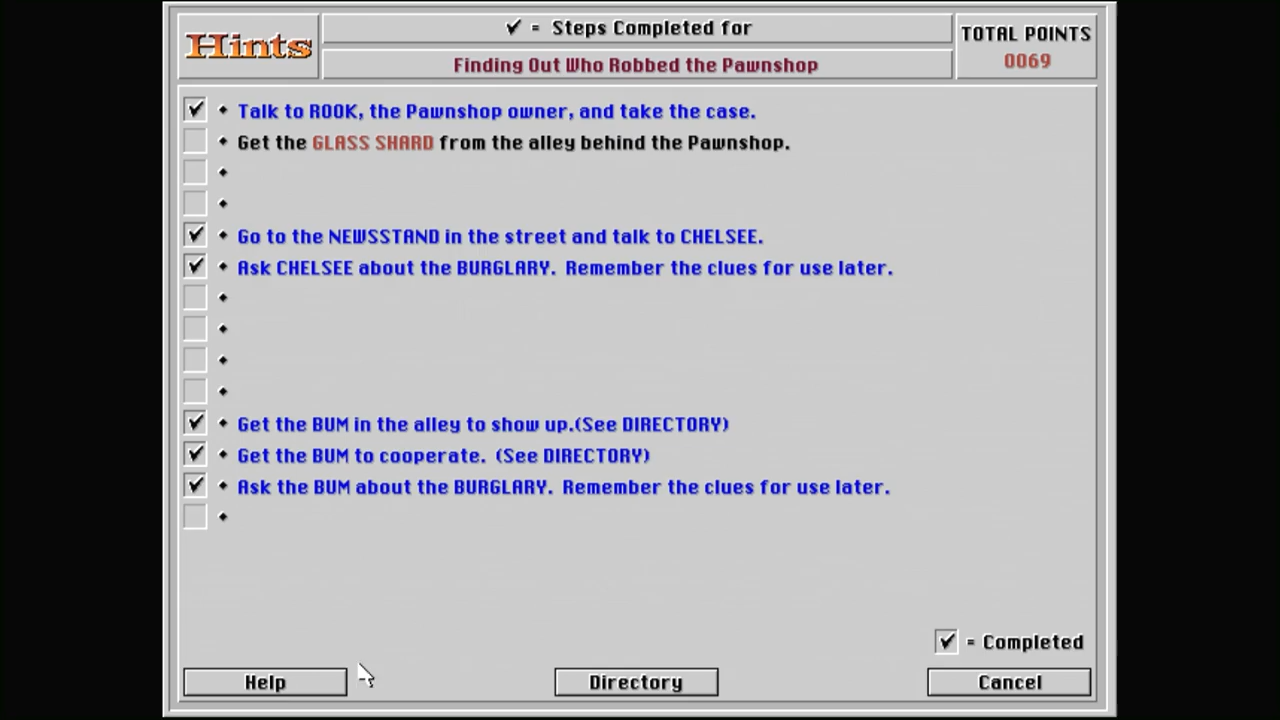 Hints
✓ = Steps Completed for
Finding Out Who Robbed the Pawnshop
TOTAL POINTS
0069
Talk to ROOK, the Pawnshop owner, and take the case.
Get the GLASS SHARD from the alley behind the Pawnshop.
Go to the NEWSSTAND in the street and talk to CHELSEE.
Ask CHELSEE about the BURGLARY. Remember the clues for use later.
Get the BUM in the alley to show up.(See DIRECTORY)
Get the BUM to cooperate. (See DIRECTORY)
Ask the BUM about the BURGLARY. Remember the clues for use later.
✓ = Completed
Help
Directory
Cancel